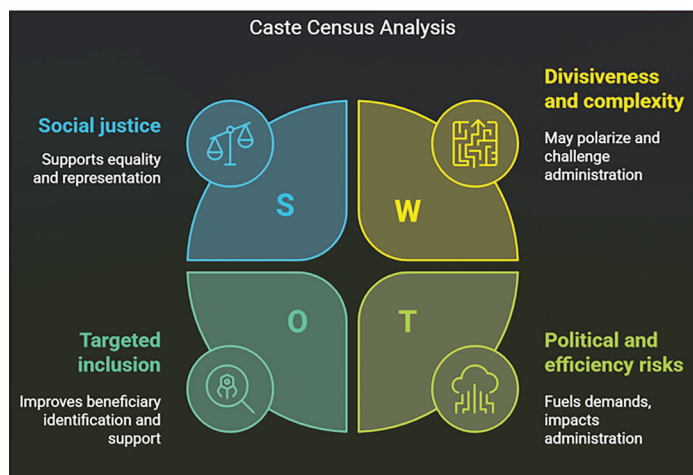 Caste Census Analysis
Social justice
Supports equality
and representation
S
Divisiveness
and complexity
May polarize and
challenge
administration
W
Targeted
inclusion
Improves beneficiary
identification and
support
O
Political and
efficiency risks
Fuels demands,
impacts
administration
T